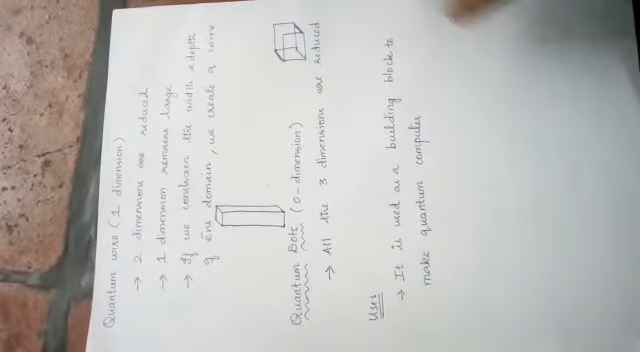 Quantum wire (1 dimension)
→ 2 dimensions are reduced
→ 1 dimension remains large
→ If we constrain the width & depth
of ēns domain, we create a wire
Quantum Dots (0-dimension)
→ All the 3 dimensions are reduced
Uses
→ It is used as a building block to
make quantum computer